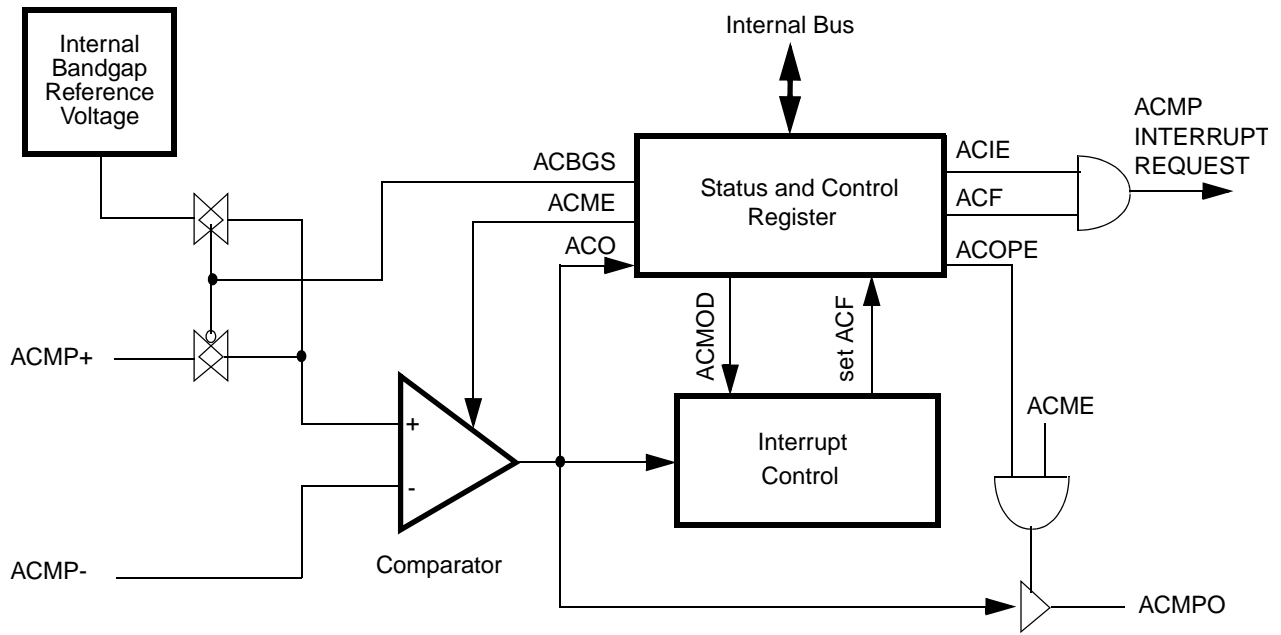 Internal
Bandgap
Reference
Voltage
Internal Bus
ACBGS
ACME
ACO
Status and Control
Register
ACIE
ACF
ACOPE
ACMP
INTERRUPT
REQUEST
ACMP+
ACMOD
set ACF
ACME
+
-
Interrupt
Control
Comparator
ACMP-
ACMPO